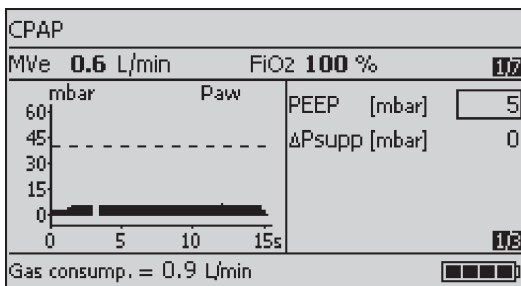 CPAP
MVe 0.6 L/min FiO2 100 % 1/7
mbar Paw
60
45
30
15
0
0 5 10 15s
PEEP [mbar] 5
ΔPsupp [mbar] 0
1/3
Gas consump. = 0.9 L/min